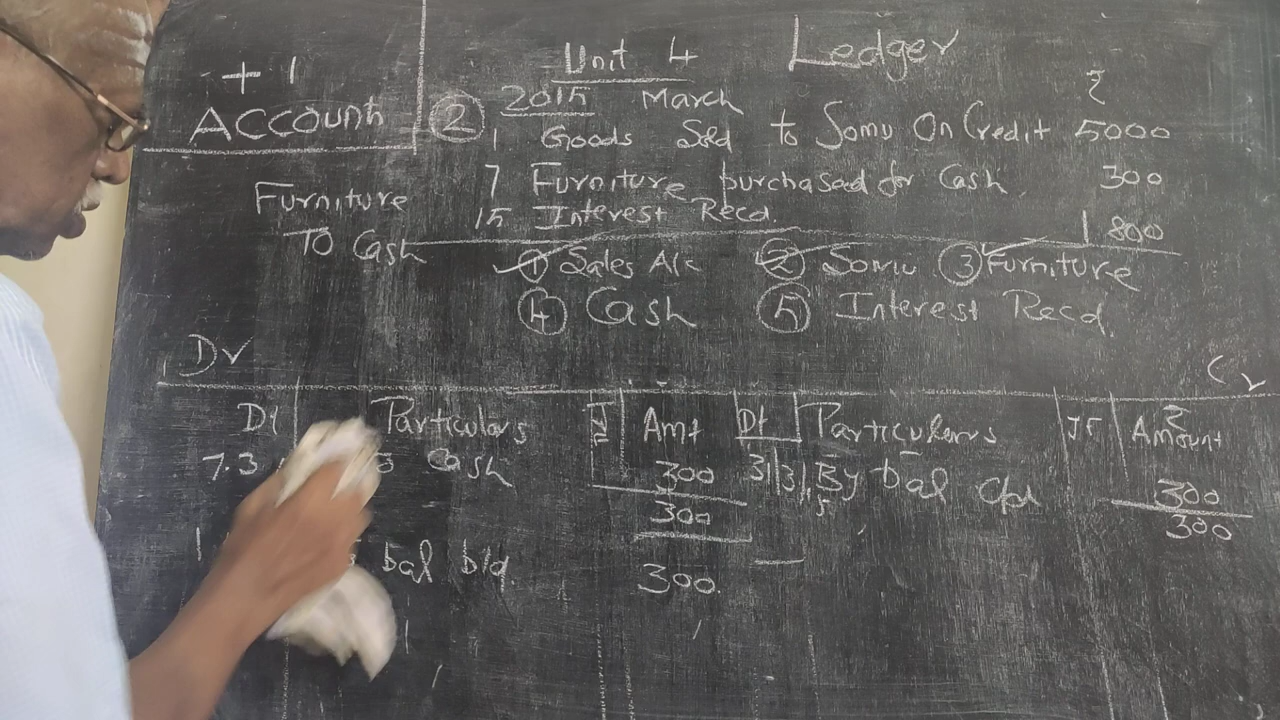 +1
ACCount
Unit 4 Ledger
₹
② 2015 March
1 Goods Sold to Somu On Credit 5000
7 Furniture purchased for Cash 300
15 Interest Recd. 1800
Furniture
To Cash
① Sales A/c ② Somu ③ Furniture
④ Cash ⑤ Interest Recd
Dr Cr
Dt Particulars JF Amt Dt Particulars JF ₹ Amount
7.3 Cash 300 31/3/15 By bal c/d 300
300 300
1 bal b/d. 300.